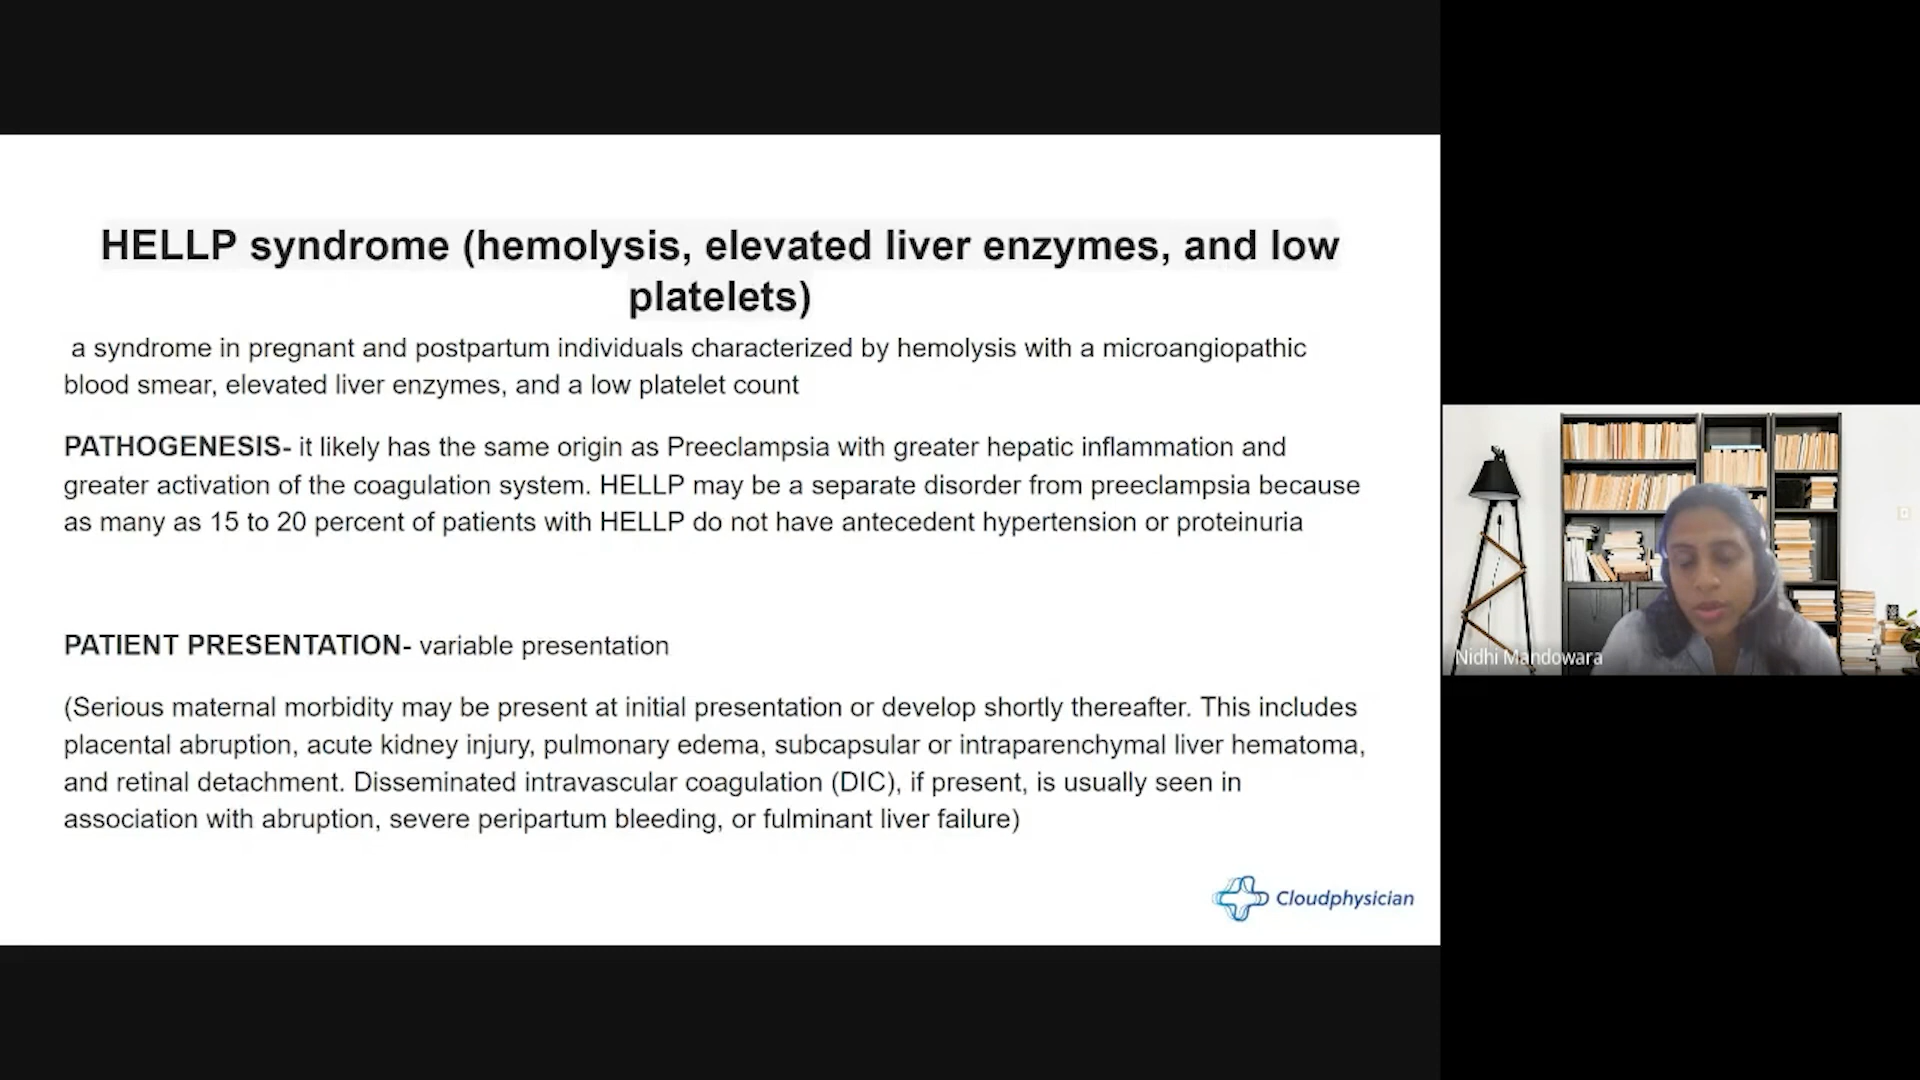 HELLP syndrome (hemolysis, elevated liver enzymes, and low
platelets)
a syndrome in pregnant and postpartum individuals characterized by hemolysis with a microangiopathic
blood smear, elevated liver enzymes, and a low platelet count
PATHOGENESIS- it likely has the same origin as Preeclampsia with greater hepatic inflammation and
greater activation of the coagulation system. HELLP may be a separate disorder from preeclampsia because
as many as 15 to 20 percent of patients with HELLP do not have antecedent hypertension or proteinuria
PATIENT PRESENTATION- variable presentation
(Serious maternal morbidity may be present at initial presentation or develop shortly thereafter. This includes
placental abruption, acute kidney injury, pulmonary edema, subcapsular or intraparenchymal liver hematoma,
and retinal detachment. Disseminated intravascular coagulation (DIC), if present, is usually seen in
association with abruption, severe peripartum bleeding, or fulminant liver failure)
Cloudphysician
Nidhi Mandowara